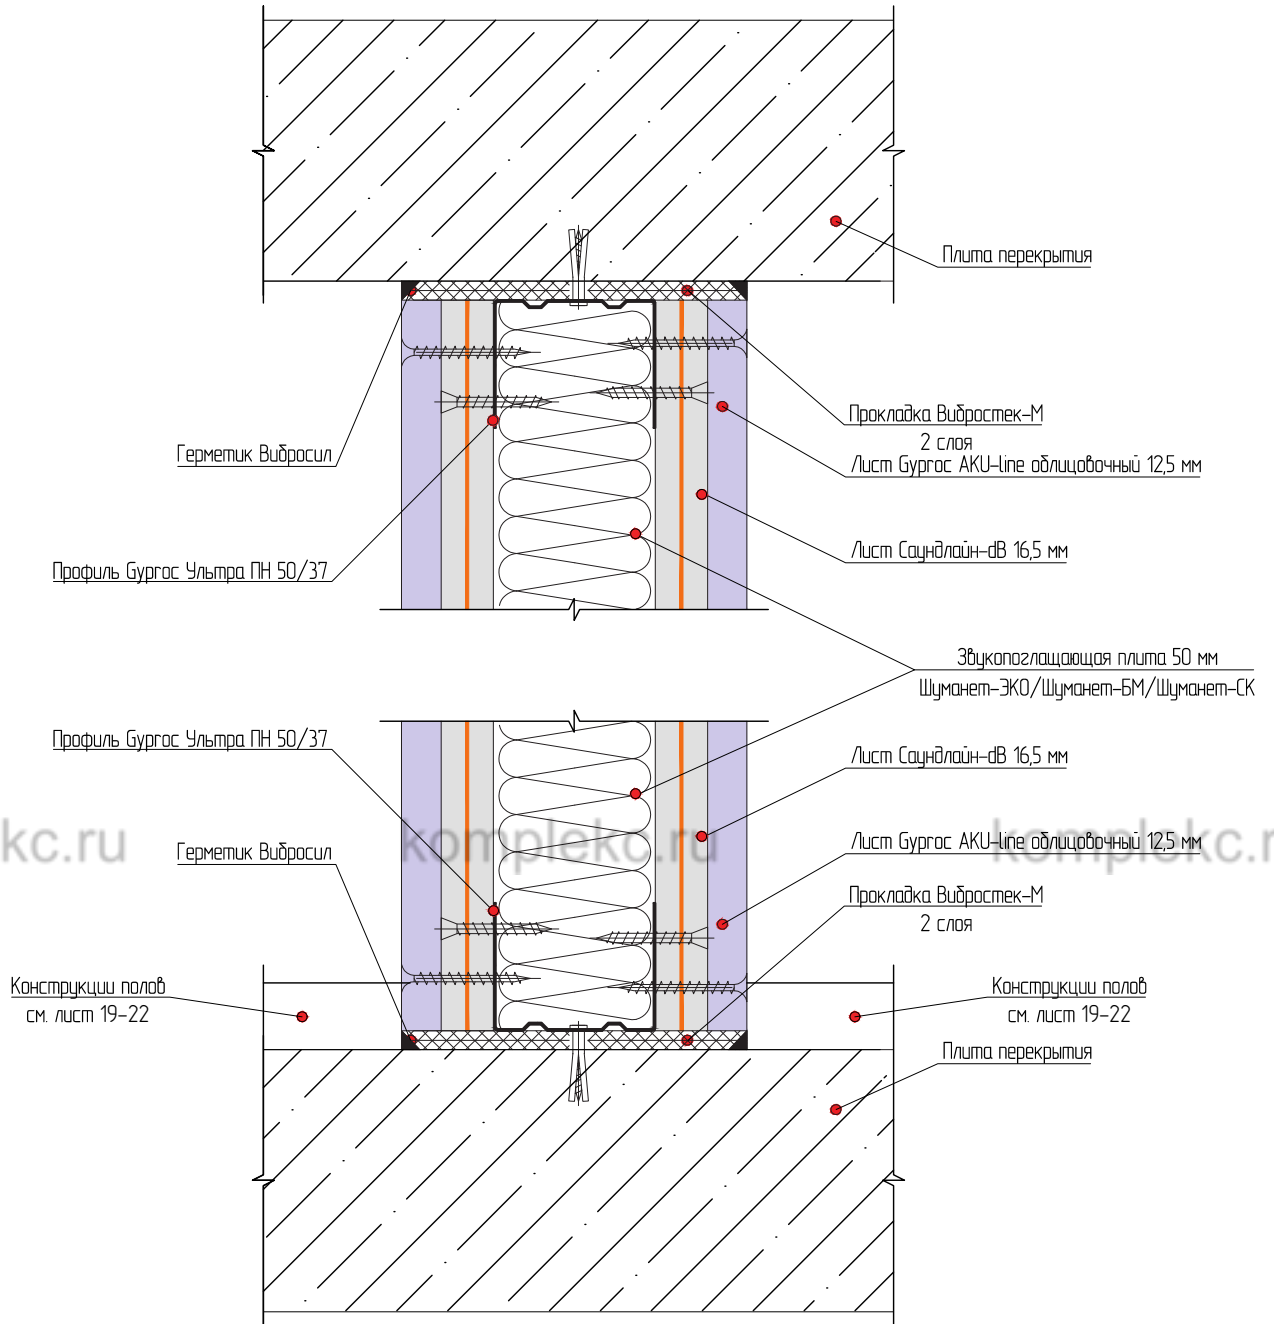 Плита перекрытия
Прокладка Вибростек-М
2 слоя
Герметик Вибросил
Лист Gyproc AKU-line облицовочный 12,5 мм
Лист Саундлайн-dB 16,5 мм
Профиль Gyproc Ультра ПН 50/37
Звукопоглощающая плита 50 мм
Шуманет-ЭКО/Шуманет-БМ/Шуманет-СК
Профиль Gyproc Ультра ПН 50/37
Лист Саундлайн-dB 16,5 мм
kc.ru
komplekc.ru
komplekc.r
Герметик Вибросил
Лист Gyproc AKU-line облицовочный 12,5 мм
Прокладка Вибростек-М
2 слоя
Конструкции полов
см. лист 19-22
Конструкции полов
см. лист 19-22
Плита перекрытия